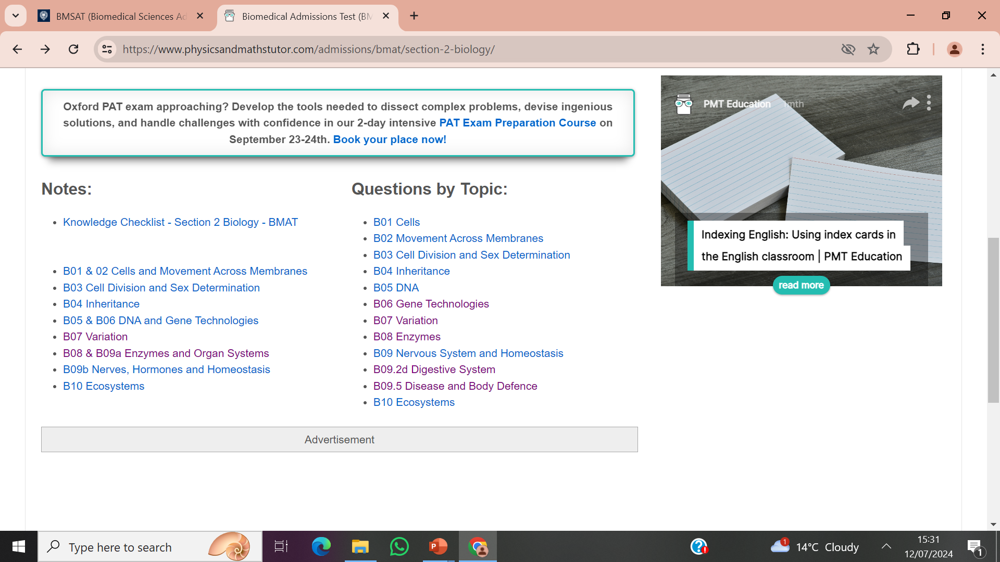 BMSAT (Biomedical Sciences Ad
Biomedical Admissions Test (BM
https://www.physicsandmathstutor.com/admissions/bmat/section-2-biology/
Oxford PAT exam approaching? Develop the tools needed to dissect complex problems, devise ingenious
solutions, and handle challenges with confidence in our 2-day intensive PAT Exam Preparation Course on
September 23-24th. Book your place now!
Notes:
Knowledge Checklist - Section 2 Biology - BMAT
B01 & 02 Cells and Movement Across Membranes
B03 Cell Division and Sex Determination
B04 Inheritance
B05 & B06 DNA and Gene Technologies
B07 Variation
B08 & B09a Enzymes and Organ Systems
B09b Nerves, Hormones and Homeostasis
B10 Ecosystems
Questions by Topic:
B01 Cells
B02 Movement Across Membranes
B03 Cell Division and Sex Determination
B04 Inheritance
B05 DNA
B06 Gene Technologies
B07 Variation
B08 Enzymes
B09 Nervous System and Homeostasis
B09.2d Digestive System
B09.5 Disease and Body Defence
B10 Ecosystems
Advertisement
PMT Education 1mth
Indexing English: Using index cards in
the English classroom | PMT Education
read more
Type here to search
P
1
14°C Cloudy
15:31
12/07/2024
1